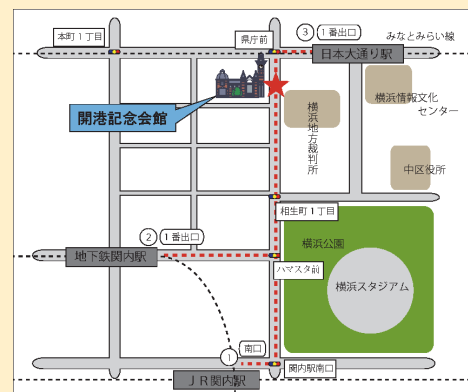 本町1丁目
県庁前
③ 1番出口
みなとみらい線
日本大通り駅
開港記念会館
横浜地方裁判所
横浜情報文化
センター
中区役所
相生町1丁目
② 1番出口
地下鉄関内駅
横浜公園
ハマスタ前
横浜スタジアム
① 南口
関内駅南口
JR関内駅